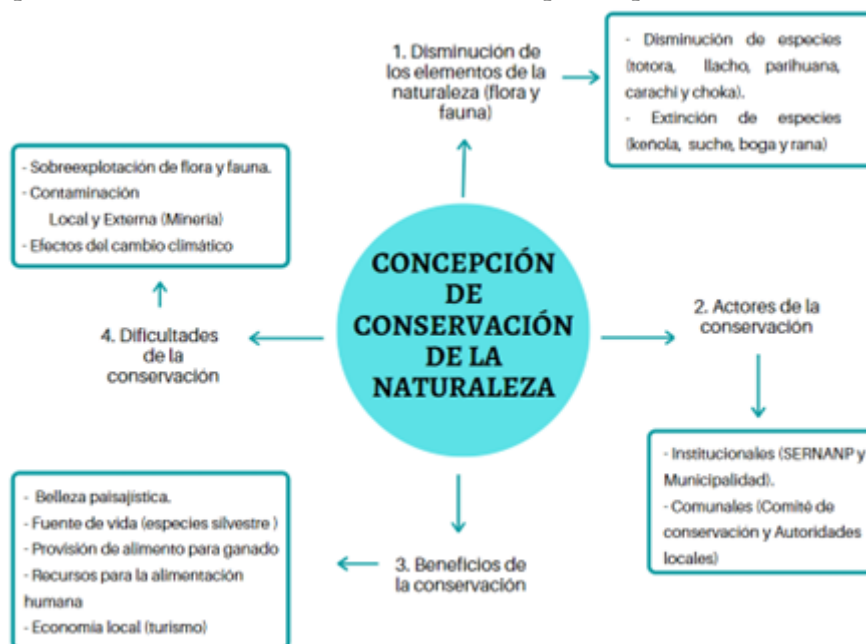 1. Disminución de
los elementos de la
naturaleza (flora y
fauna)
- Disminución de especies
(totora, llacho, parihuana,
carachi y choka).
- Extinción de especies
(keñola, suche, boga y rana)
- Sobreexplotación de flora y fauna.
- Contaminación
Local y Externa (Minería)
- Efectos del cambio climático
CONCEPCIÓN
DE
CONSERVACIÓN
DE LA
NATURALEZA
2. Actores de la
conservación
4. Dificultades
de la
conservación
- Institucionales (SERNANP y
Municipalidad).
- Comunales (Comité de
conservación y Autoridades
locales)
- Belleza paisajística.
- Fuente de vida (especies silvestre )
- Provisión de alimento para ganado
- Recursos para la alimentación
humana
- Economía local (turismo)
3. Beneficios de
la conservación